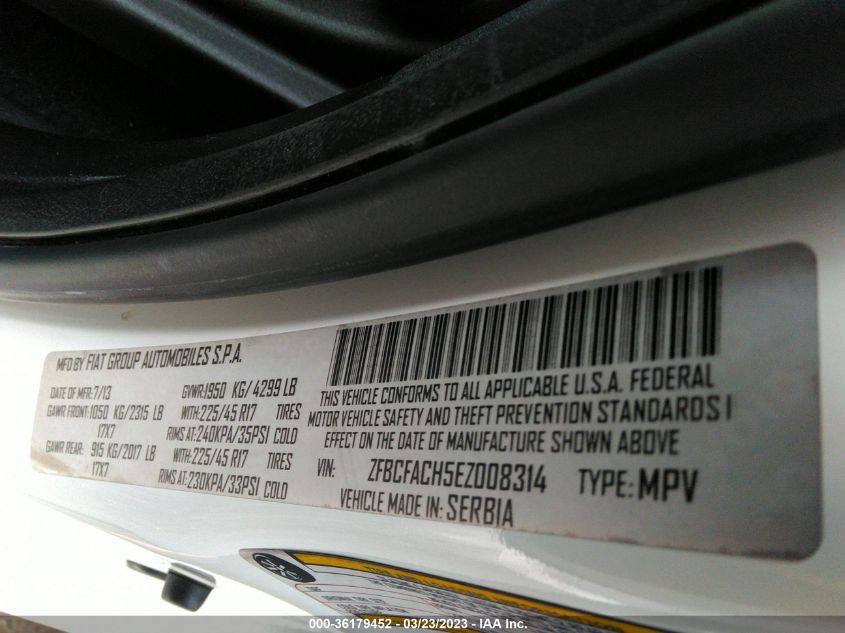 MFD BY FIAT GROUP AUTOMOBILES S.P.A.
DATE OF MFR: 7/13 GVWR: 1950 KG/ 4299 LB
GAWR FRONT: 1050 KG/2315 LB WITH: 225/45 R17 TIRES
17X7 RIMS AT: 240KPA/35PSI COLD
GAWR REAR: 915 KG/2017 LB WITH: 225/45 R17 TIRES
17X7 RIMS AT: 230KPA/33PSI COLD
THIS VEHICLE CONFORMS TO ALL APPLICABLE U.S.A. FEDERAL
MOTOR VEHICLE SAFETY AND THEFT PREVENTION STANDARDS I
EFFECT ON THE DATE OF MANUFACTURE SHOWN ABOVE
VIN: ZFBCFACH5EZ008314 TYPE: MPV
VEHICLE MADE IN: SERBIA
000-36179452 - 03/23/2023 - IAA Inc.